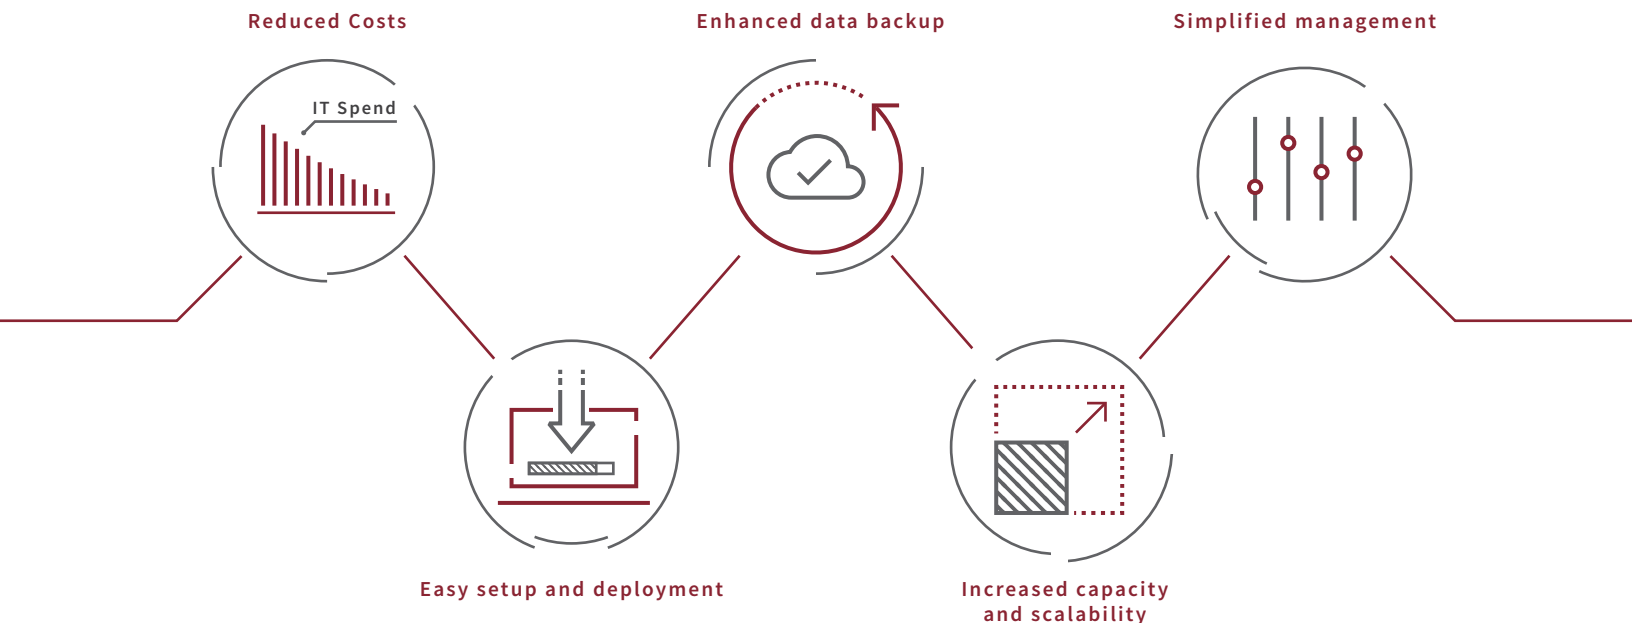 Reduced Costs
Enhanced data backup
Simplified management
IT Spend
Easy setup and deployment
Increased capacity
and scalability